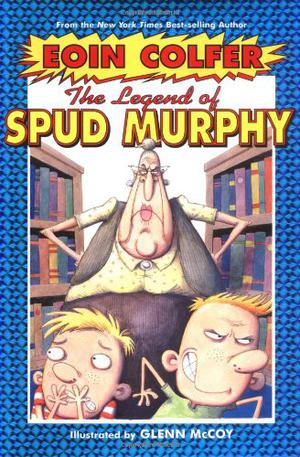 From the New York Times Best-selling Author
EOIN COLFER
The Legend of
SPUD MURPHY
Illustrated by GLENN McCOY